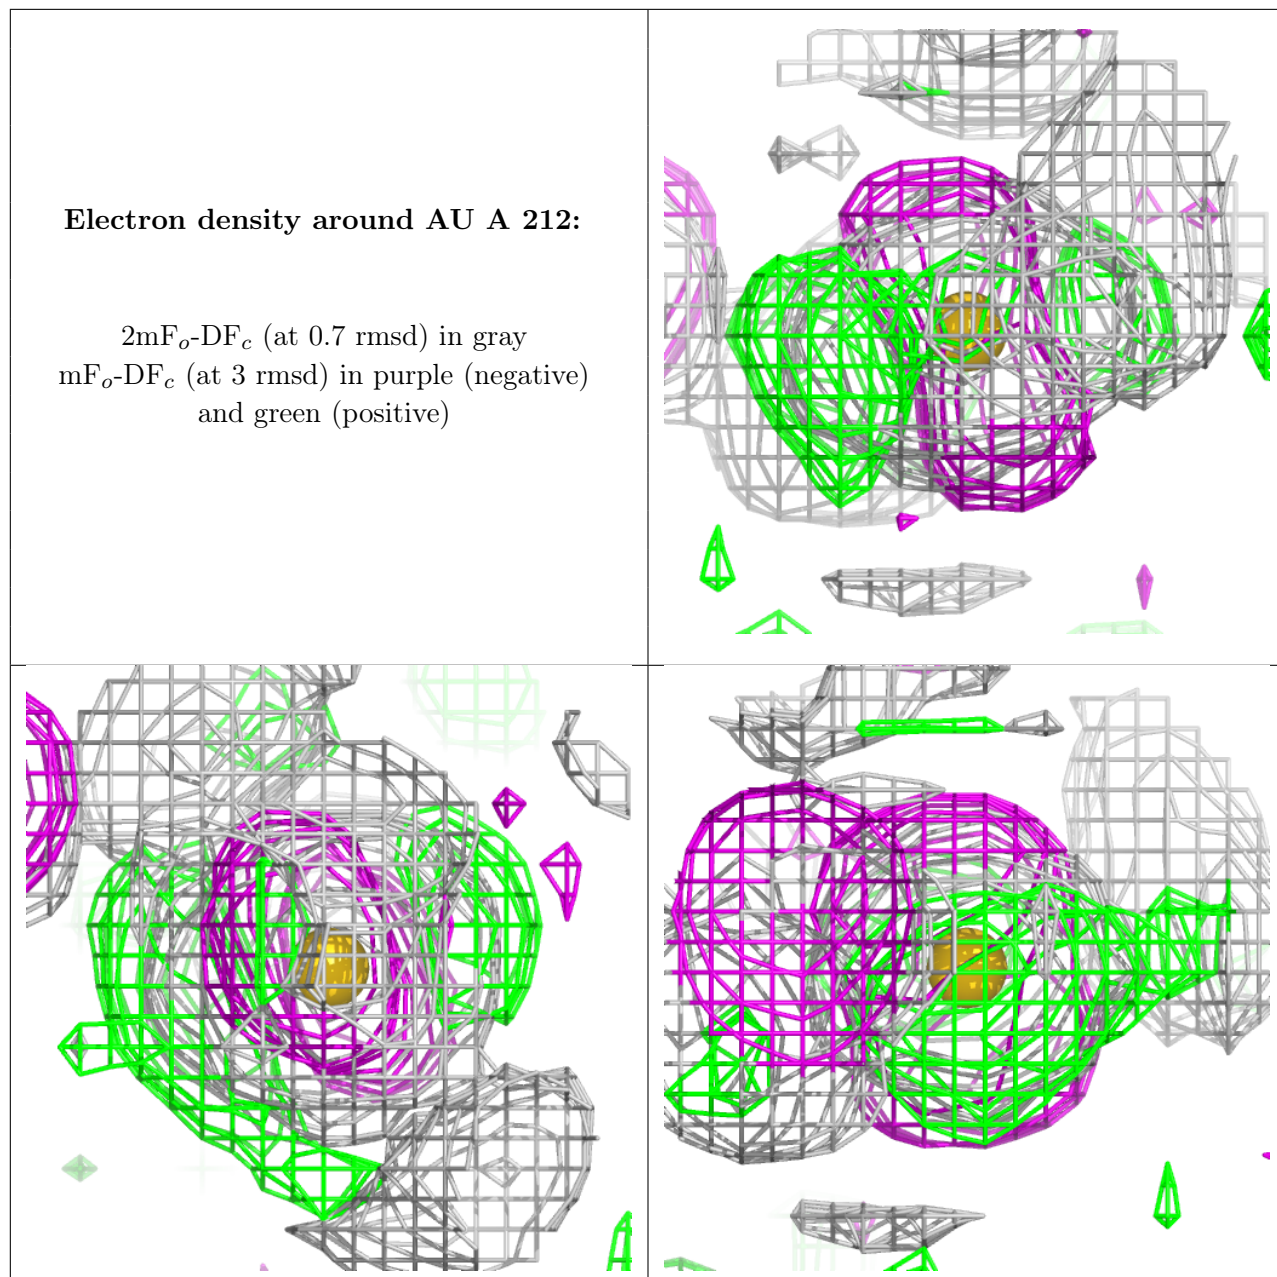 Electron density around AU A 212:
2mFo-DFc (at 0.7 rmsd) in gray
mFo-DFc (at 3 rmsd) in purple (negative)
and green (positive)